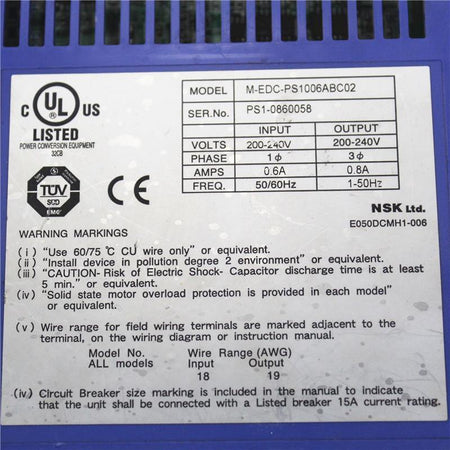 C UL US
LISTED
POWER CONVERSION EQUIPMENT
32CB
TÜV
SÜD
EMC
CE
MODEL M-EDC-PS1006ABC02
SER.No. PS1-0860058
INPUT OUTPUT
VOLTS 200-240V 200-240V
PHASE 1ϕ 3ϕ
AMPS 0.6A 0.8A
FREQ. 50/60Hz 1-50Hz
NSK Ltd.
E050DCMH1-006
WARNING MARKINGS
(i) "Use 60/75 ℃ CU wire only" or equivalent.
(ii) "Install device in pollution degree 2 environment" or equivalent.
(iii) "CAUTION- Risk of Electric Shock- Capacitor discharge time is at least
5 min." or equivalent.
(iv) "Solid state motor overload protection is provided in each model"
or equivalent.
(v) Wire range for field wiring terminals are marked adjacent to the
terminal, on the wiring diagram or instruction manual.
Model No. Wire Range (AWG)
ALL models Input Output
18 19
(iv) Circuit Breaker size marking is included in the manual to indicate
that the unit shall be connected with a Listed breaker 15A current rating.